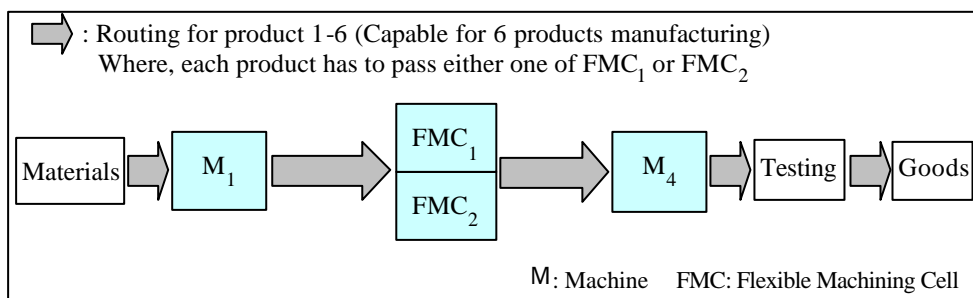 : Routing for product 1-6 (Capable for 6 products manufacturing)
Where, each product has to pass either one of FMC1 or FMC2
Materials
M1
FMC1
FMC2
M4
Testing
Goods
M: Machine FMC: Flexible Machining Cell